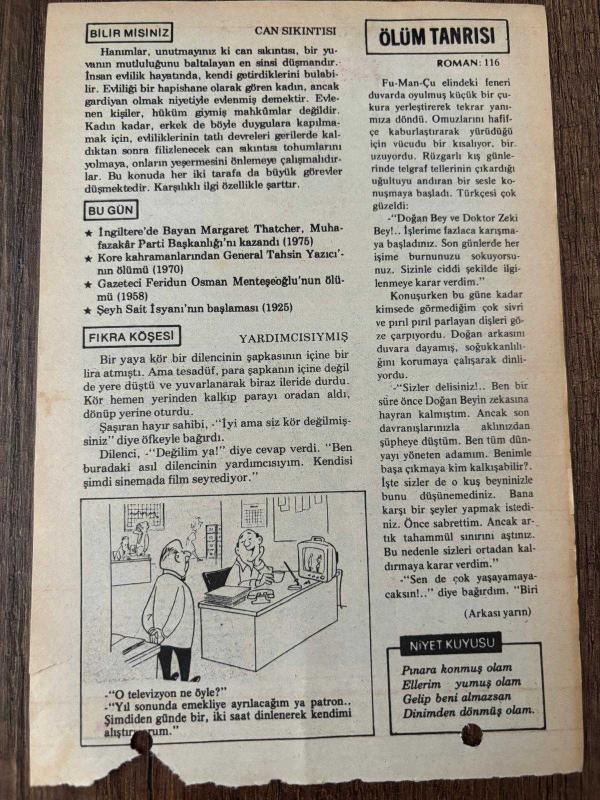 BİLİR MİSİNİZ
CAN SIKINTISI
Hanımlar, unutmayınız ki can sıkıntısı, bir yu-
vanın mutluluğunu baltalayan en sinsi düşmandır.
İnsan evlilik hayatında, kendi getirdiklerini bulabi-
lir. Evliliği bir hapishane olarak gören kadın, ancak
gardiyan olmak niyetiyle evlenmiş demektir. Evle-
nen kişiler, hüküm giymiş mahkûmlar değildir.
Kadın kadar, erkek de böyle duygulara kapılma-
mak için, evliliklerinin tatlı devreleri gerilerde kal-
dıktan sonra filizlenecek can sıkıntısı tohumlarını
yolmaya, onların yeşermesini önlemeye çalışmalıdır-
lar. Bu konuda her iki tarafa da büyük görevler
düşmektedir. Karşılıklı ilgi özellikle şarttır.
BU GÜN
★ İngiltere'de Bayan Margaret Thatcher, Muha-
fazakâr Parti Başkanlığı'nı kazandı (1975)
★ Kore kahramanlarından General Tahsin Yazıcı'-
nın ölümü (1970)
★ Gazeteci Feridun Osman Menteşeoğlu'nun ölü-
mü (1958)
★ Şeyh Sait İsyanı'nın başlaması (1925)
FIKRA KÖŞESİ
YARDIMCISIYMIŞ
Bir yaya kör bir dilencinin şapkasının içine bir
lira atmıştı. Ama tesadüf, para şapkanın içine değil
de yere düştü ve yuvarlanarak biraz ileride durdu.
Kör hemen yerinden kalkıp parayı oradan aldı,
dönüp yerine oturdu.
Şaşıran hayır sahibi, -"İyi ama siz kör değilmiş-
siniz" diye öfkeyle bağırdı.
Dilenci, -"Değilim ya!" diye cevap verdi. "Ben
buradaki asıl dilencinin yardımcısıyım. Kendisi
şimdi sinemada film seyrediyor."
-"O televizyon ne öyle?"
-"Yıl sonunda emekliye ayrılacağım ya patron..
Şimdiden günde bir, iki saat dinlenerek kendimi
ÖLÜM TANRISI
ROMAN: 116
Fu-Man-Çu elindeki feneri
duvarda oyulmuş küçük bir çu-
kura yerleştirerek tekrar yanı-
mıza döndü. Omuzlarını hafif-
çe kaburlaştırarak yürüdüğü
için vücudu bir kısalıyor. bir.
uzuyordu. Rüzgarlı kış günle-
rinde telgraf tellerinin çıkardığı
uğultuyu andıran bir sesle ko-
nuşmaya başladı. Türkçesi çok
güzeldi:
-"Doğan Bey ve Doktor Zeki
Bey!.. İşlerime fazlaca karışma-
ya başladınız. Son günlerde her
işime burnunuzu sokuyorsu-
nuz. Sizinle ciddi şekilde ilgi-
lenmeye karar verdim."
Konuşurken bu güne kadar
kimsede görmediğim çok sivri
ve pırıl pırıl parlayan dişleri gö-
ze çarpıyordu. Doğan arkasını
duvara dayamış, soğukkanlılı-
ğını korumaya çalışarak dinli-
yordu.
-"Sizler delisiniz!.. Ben bir
süre önce Doğan Beyin zekasına
hayran kalmıştım. Ancak son
davranışlarınızla aklınızdan
şüpheye düştüm. Ben tüm dün-
yayı yöneten adamım. Benimle
başa çıkmaya kim kalkışabilir?.
İşte sizler de o kuş beyninizle
bunu düşünemediniz. Bana
karşı bir şeyler yapmak istedi-
niz. Önce sabrettim. Ancak ar-
tık tahammül sınırını aştınız.
Bu nedenle sizleri ortadan kal-
dırmaya karar verdim."
-"Sen de çok yaşayamaya-
caksın!.." diye bağırdım. "Biri
(Arkası yarın)
NİYET KUYUSU
Pınara konmuş olam
Ellerim yumuş olam
Gelip beni almazsan
Dinimden dönmüş olam.